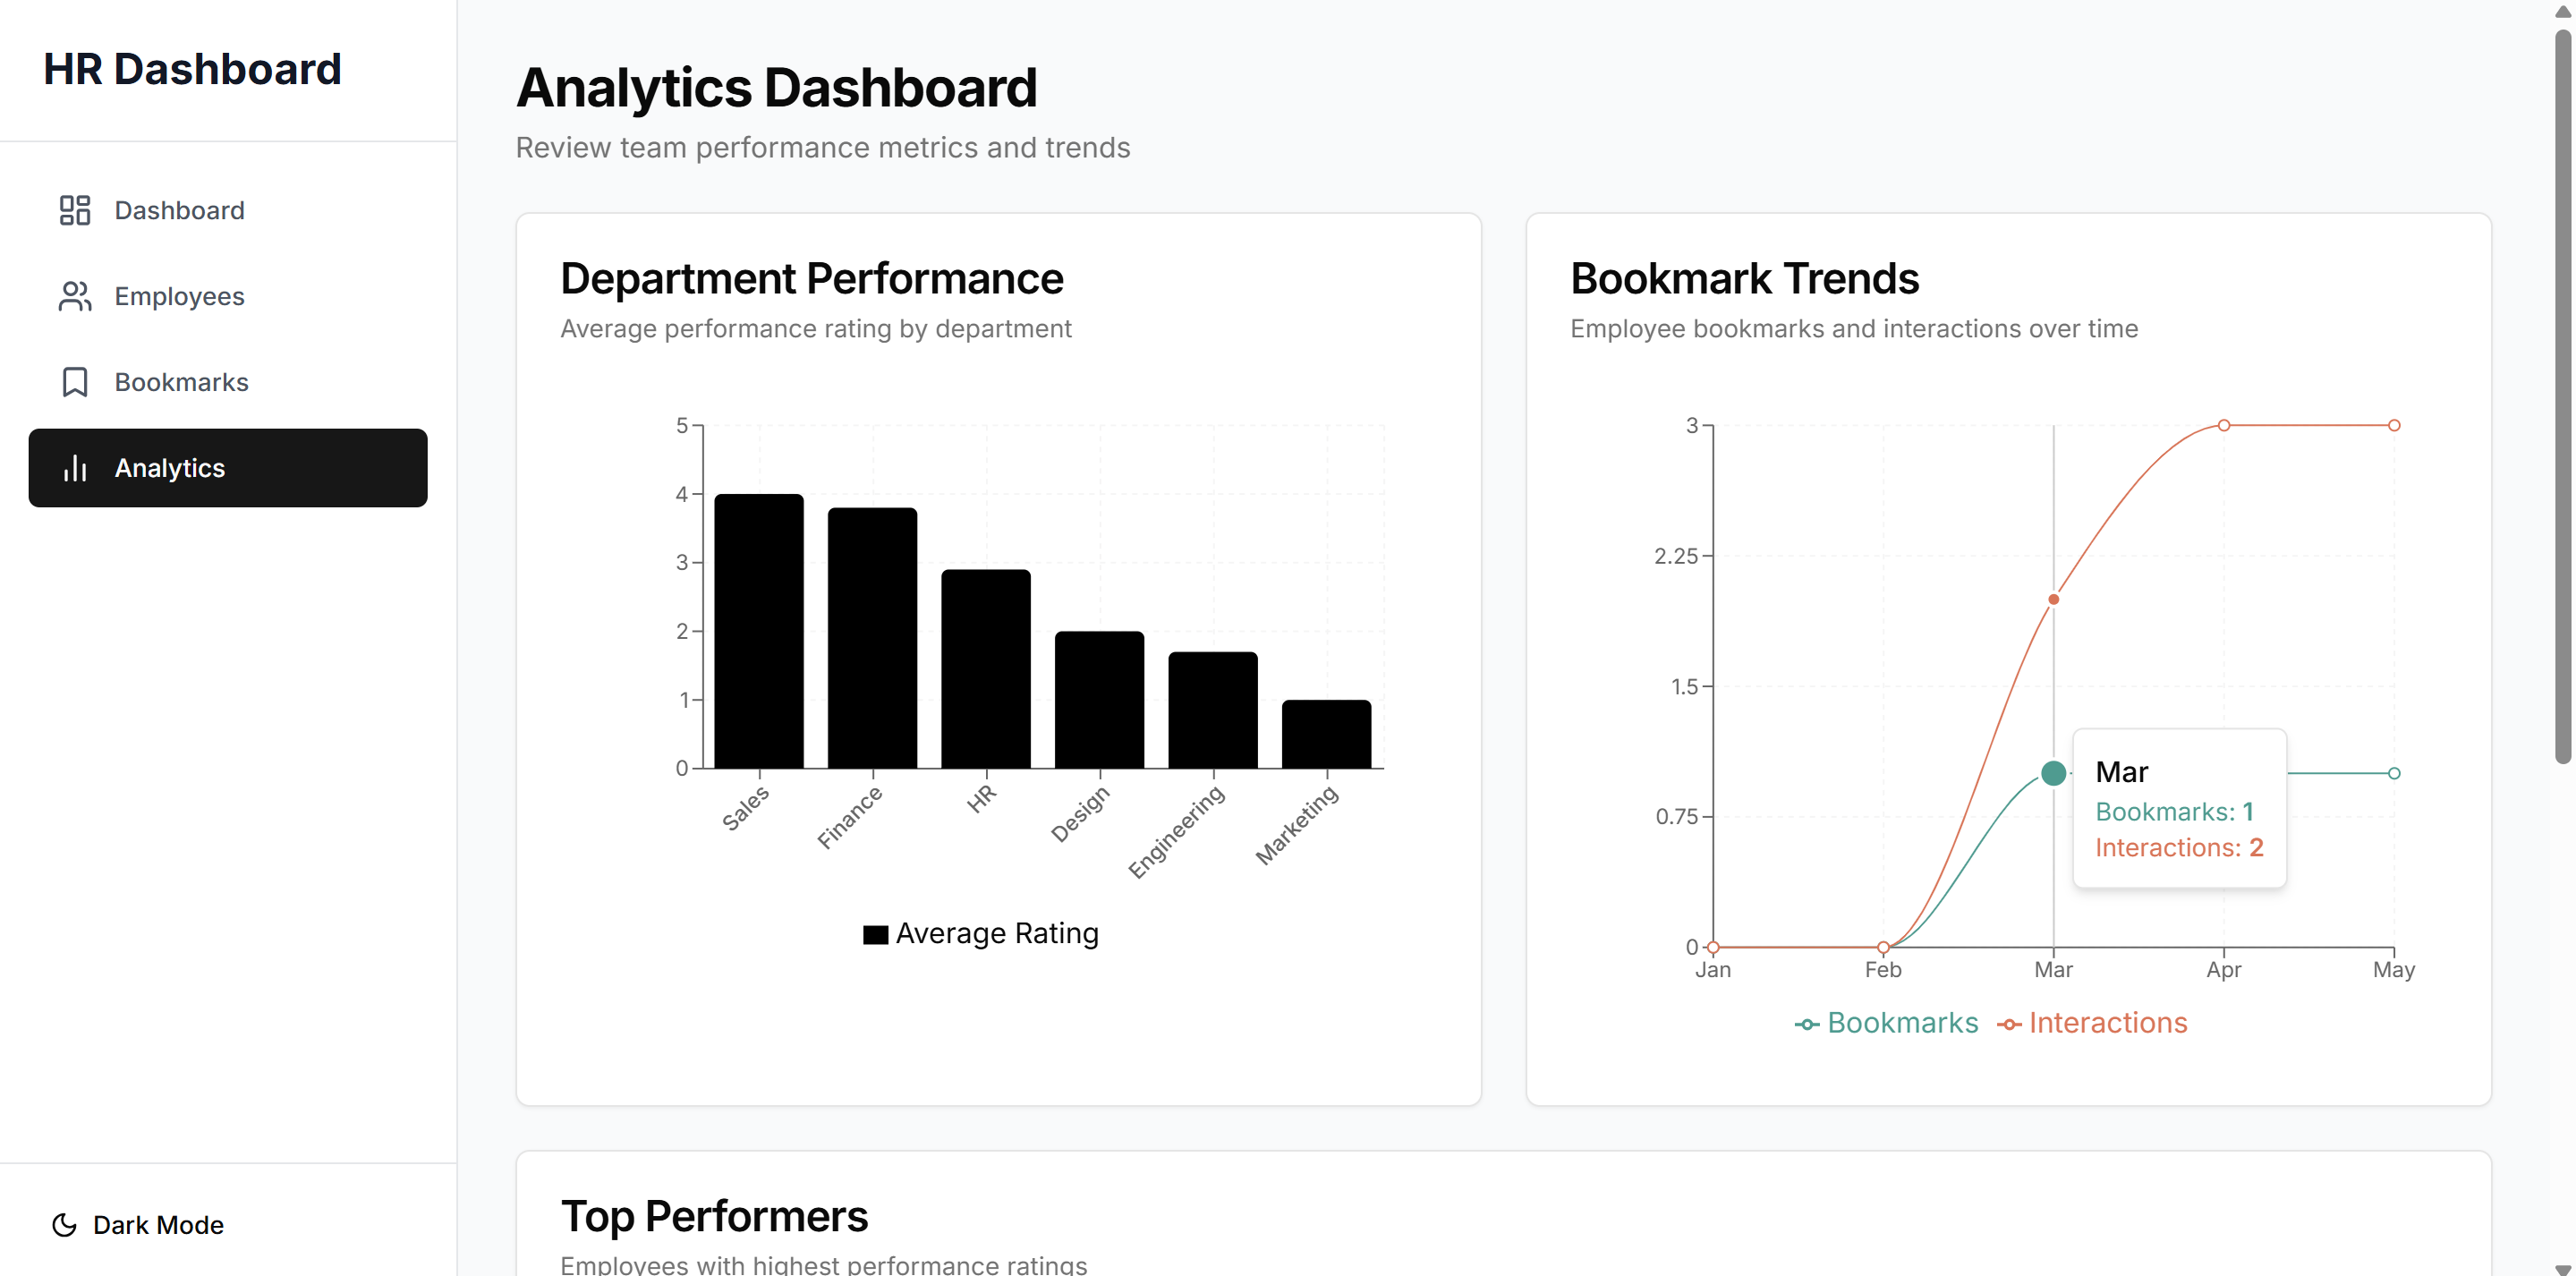 HR Dashboard
Dashboard
Employees
Bookmarks
Analytics
Dark Mode
Analytics Dashboard
Review team performance metrics and trends
Department Performance
Average performance rating by department
5
4
3
2
1
0
Sales
Finance
HR
Design
Engineering
Marketing
Average Rating
Bookmark Trends
Employee bookmarks and interactions over time
3
2.25
1.5
0.75
0
Jan
Feb
Mar
Apr
May
Mar
Bookmarks: 1
Interactions: 2
Bookmarks
Interactions
Top Performers
Employees with highest performance ratings